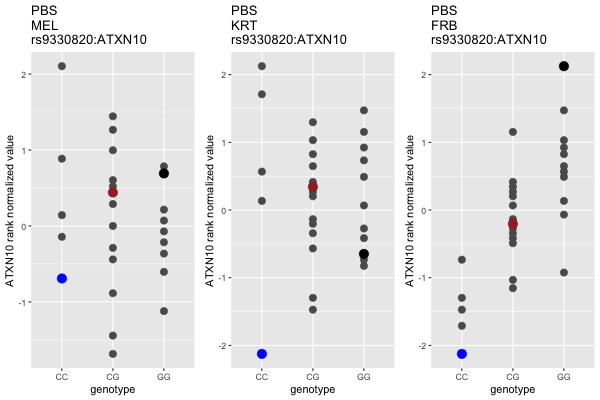 PBS
MEL
rs9330820:ATXN10
ATXN10 rank normalized value
2
1
0
-1
CC CG GG
genotype
PBS
KRT
rs9330820:ATXN10
ATXN10 rank normalized value
2
1
0
-1
-2
CC CG GG
genotype
PBS
FRB
rs9330820:ATXN10
ATXN10 rank normalized value
2
1
0
-1
-2
CC CG GG
genotype